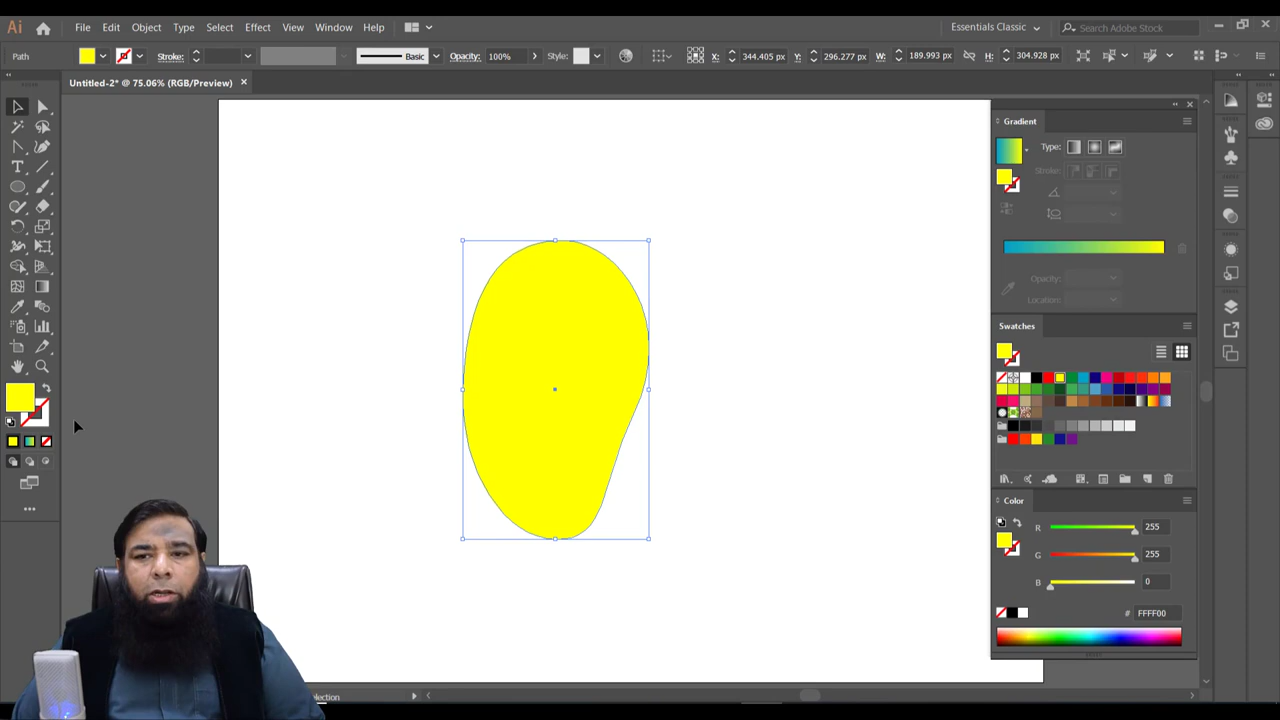 Ai File Edit Object Type Select Effect View Window Help Essentials Classic Search Adobe Stock
Path Stroke: Basic Opacity: 100% Style: X: 344.405 px Y: 296.277 px W: 189.993 px H: 304.928 px
Untitled-2* @ 75.06% (RGB/Preview)
Gradient
Type:
Stroke:
Opacity:
Location:
Swatches
Color
R 255
G 255
B 0
# FFFF00
lection